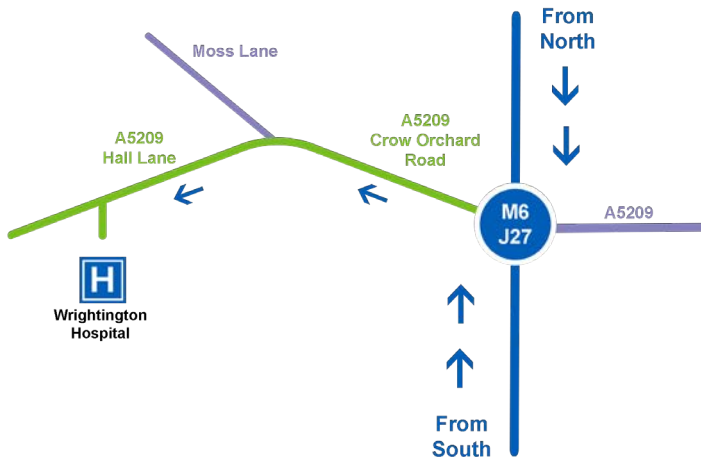 From
North
Moss Lane
A5209
Hall Lane
A5209
Crow Orchard
Road
M6
J27
A5209
H
Wrightington
Hospital
From
South